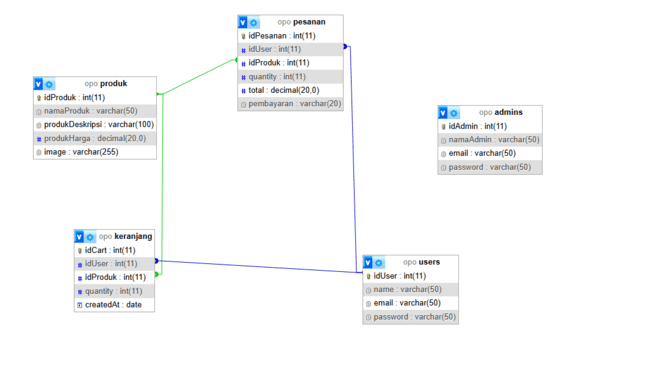 opo pesanan
idPesanan : int(11)
idUser : int(11)
idProduk : int(11)
quantity : int(11)
total : decimal(20,0)
pembayaran : varchar(20)
opo produk
idProduk : int(11)
namaProduk : varchar(50)
produkDeskripsi : varchar(100)
produkHarga : decimal(20,0)
image : varchar(255)
opo admins
idAdmin : int(11)
namaAdmin : varchar(50)
email : varchar(50)
password : varchar(50)
opo keranjang
idCart : int(11)
idUser : int(11)
idProduk : int(11)
quantity : int(11)
createdAt : date
opo users
idUser : int(11)
name : varchar(50)
email : varchar(50)
password : varchar(50)